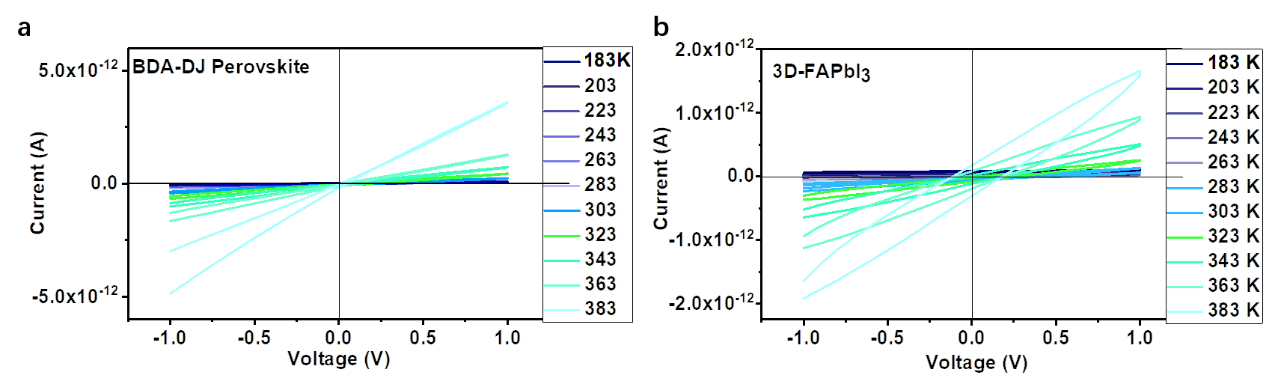 a
BDA-DJ Perovskite
5.0x10⁻¹²
0.0
-5.0x10⁻¹²
Current (A)
-1.0 -0.5 0.0 0.5 1.0
Voltage (V)
183K
203
223
243
263
283
303
323
343
363
383
b
3D-FAPbI₃
2.0x10⁻¹²
1.0x10⁻¹²
0.0
-1.0x10⁻¹²
-2.0x10⁻¹²
Current (A)
-1.0 -0.5 0.0 0.5 1.0
Voltage (V)
183 K
203 K
223 K
243 K
263 K
283 K
303 K
323 K
343 K
363 K
383 K